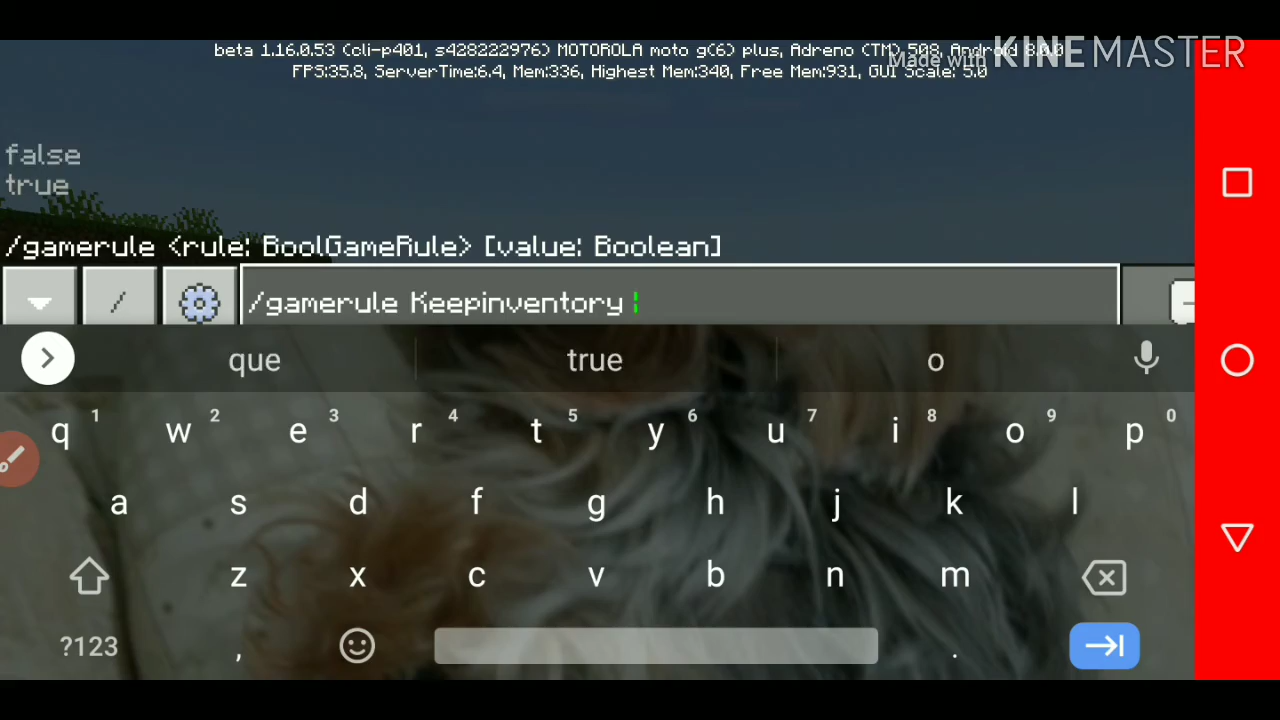 beta 1.16.0.53 (cli-p401, s428222976) MOTOROLA moto g(6) plus, Adreno (TM) 508, Android 8.0.0
FPS:35.8, ServerTime:6.4, Mem:336, Highest Mem:340, Free Mem:931, GUI Scale: 5.0
Made with KINEMASTER
false
true
/gamerule <rule: BoolGameRule> [value: Boolean]
/ /gamerule Keepinventory
que true o
q 1 w 2 e 3 r 4 t 5 y 6 u 7 i 8 o 9 p 0
a s d f g h j k l
z x c v b n m
?123 , .